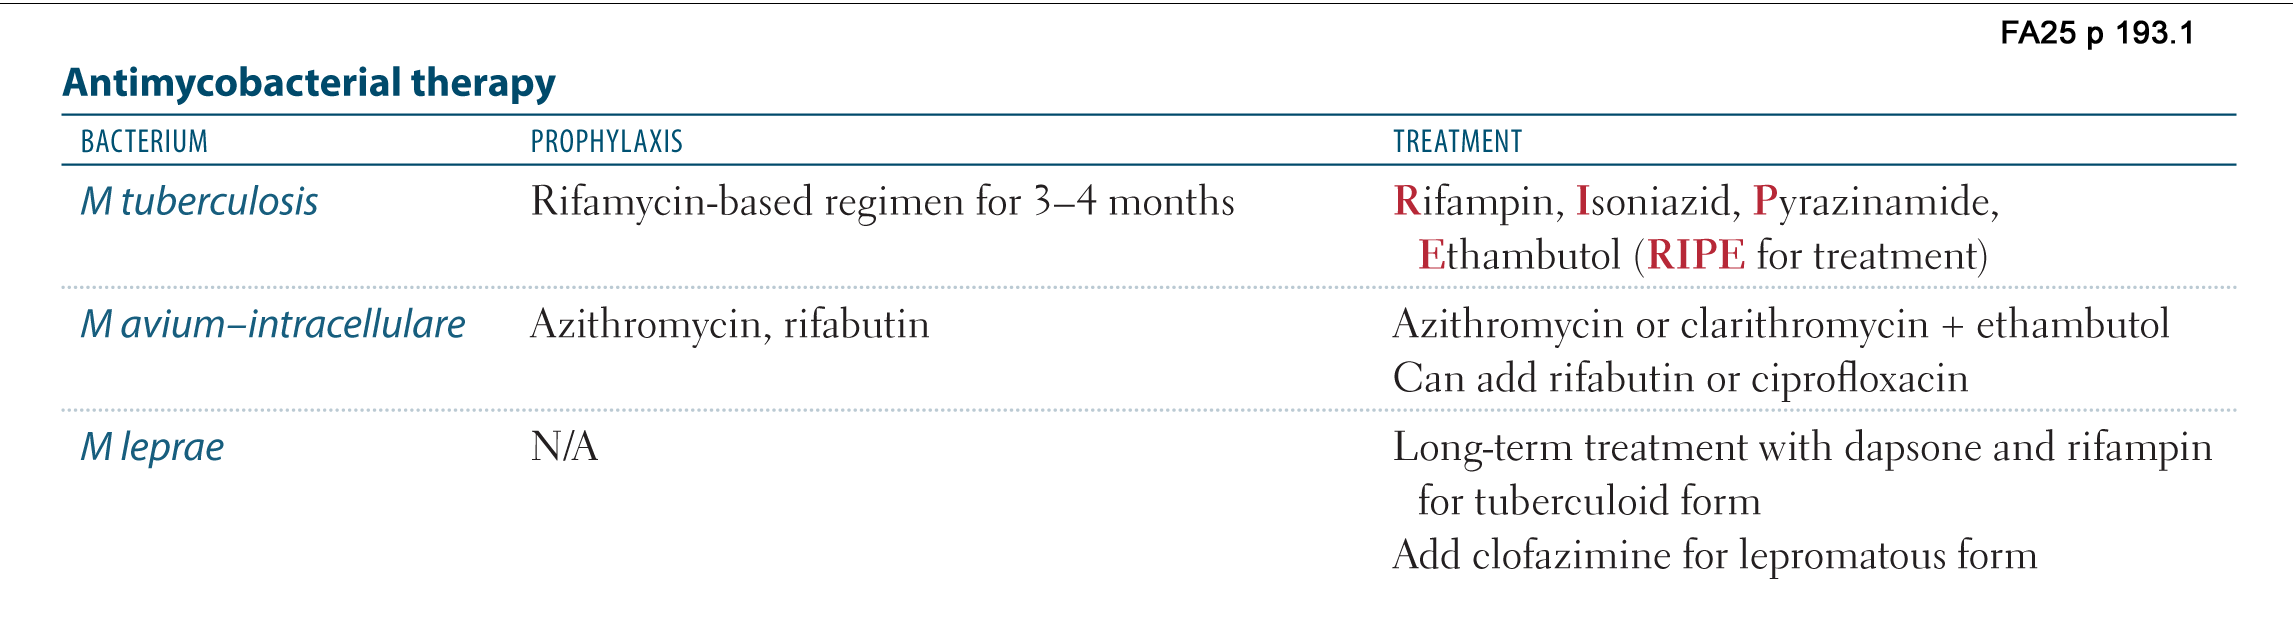 FA25 p 193.1
Antimycobacterial therapy
BACTERIUM PROPHYLAXIS TREATMENT
M tuberculosis Rifamycin-based regimen for 3–4 months Rifampin, Isoniazid, Pyrazinamide,
Ethambutol (RIPE for treatment)
M avium–intracellulare Azithromycin, rifabutin Azithromycin or clarithromycin + ethambutol
Can add rifabutin or ciprofloxacin
M leprae N/A Long-term treatment with dapsone and rifampin
for tuberculoid form
Add clofazimine for lepromatous form